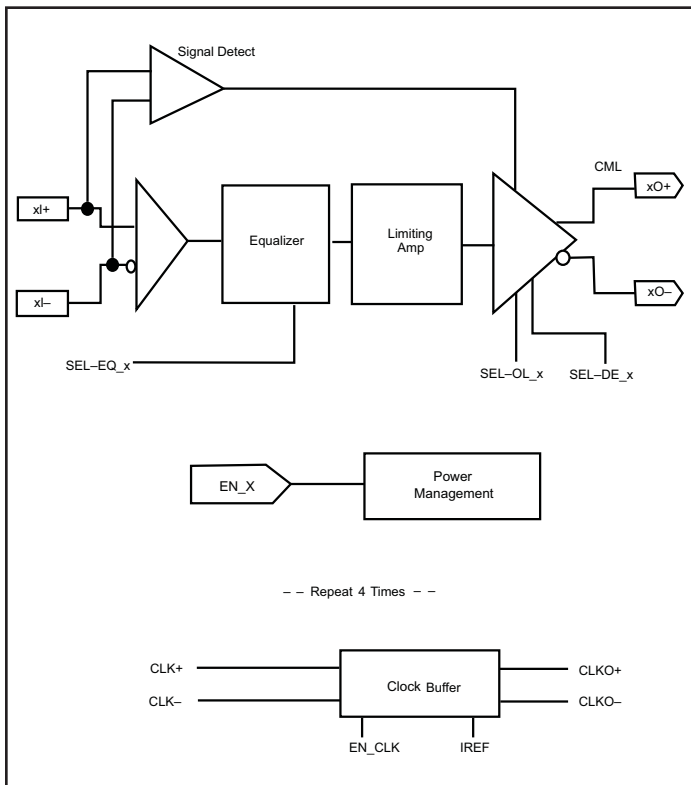 Signal Detect
CML
xI+
xO+
Equalizer
Limiting
Amp
xI–
xO–
SEL–EQ_x
SEL–OL_x
SEL–DE_x
EN_X
Power
Management
– – Repeat 4 Times – –
CLK+
CLKO+
Clock Buffer
CLK–
CLKO–
EN_CLK
IREF